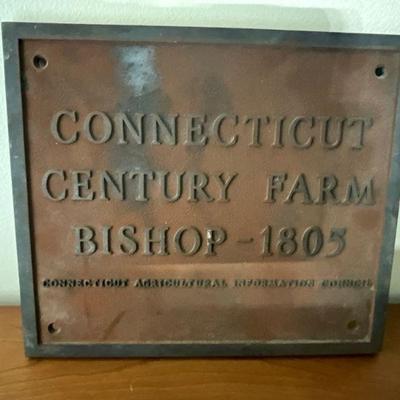 CONNECTICUT
CENTURY FARM
BISHOP - 1805
CONNECTICUT AGRICULTURAL INFORMATION COUNCIL